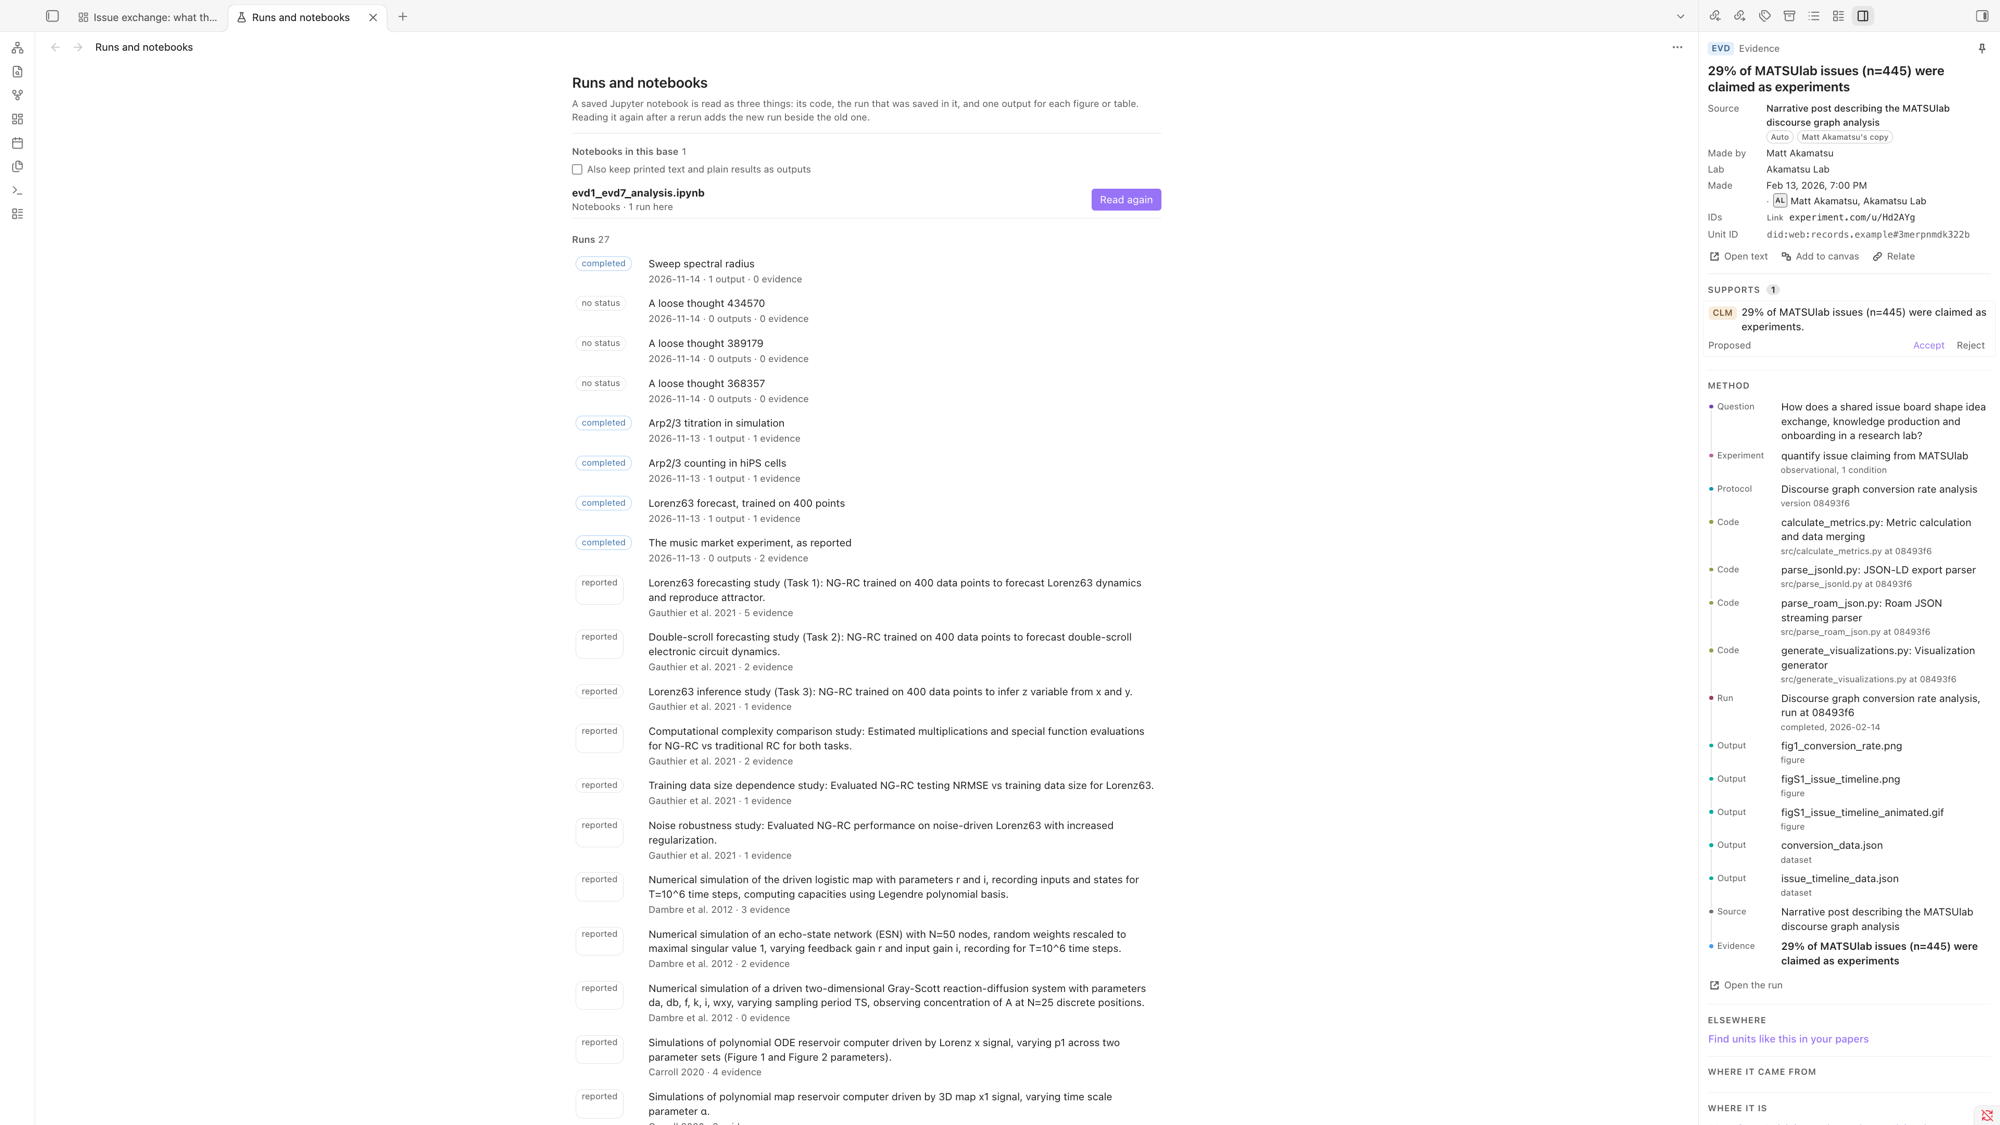 Issue exchange: what th...
Runs and notebooks
Runs and notebooks
Runs and notebooks
A saved Jupyter notebook is read as three things: its code, the run that was saved in it, and one output for each figure or table.
Reading it again after a rerun adds the new run beside the old one.
Notebooks in this base 1
Also keep printed text and plain results as outputs
evd1_evd7_analysis.ipynb
Notebooks · 1 run here
Read again
Runs 27
completed
Sweep spectral radius
2026-11-14 · 1 output · 0 evidence
no status
A loose thought 434570
2026-11-14 · 0 outputs · 0 evidence
no status
A loose thought 389179
2026-11-14 · 0 outputs · 0 evidence
no status
A loose thought 368357
2026-11-14 · 0 outputs · 0 evidence
completed
Arp2/3 titration in simulation
2026-11-13 · 1 output · 1 evidence
completed
Arp2/3 counting in hiPS cells
2026-11-13 · 1 output · 1 evidence
completed
Lorenz63 forecast, trained on 400 points
2026-11-13 · 1 output · 1 evidence
completed
The music market experiment, as reported
2026-11-13 · 0 outputs · 2 evidence
reported
Lorenz63 forecasting study (Task 1): NG-RC trained on 400 data points to forecast Lorenz63 dynamics
and reproduce attractor.
Gauthier et al. 2021 · 5 evidence
reported
Double-scroll forecasting study (Task 2): NG-RC trained on 400 data points to forecast double-scroll
electronic circuit dynamics.
Gauthier et al. 2021 · 2 evidence
reported
Lorenz63 inference study (Task 3): NG-RC trained on 400 data points to infer z variable from x and y.
Gauthier et al. 2021 · 1 evidence
reported
Computational complexity comparison study: Estimated multiplications and special function evaluations
for NG-RC vs traditional RC for both tasks.
Gauthier et al. 2021 · 2 evidence
reported
Training data size dependence study: Evaluated NG-RC testing NRMSE vs training data size for Lorenz63.
Gauthier et al. 2021 · 1 evidence
reported
Noise robustness study: Evaluated NG-RC performance on noise-driven Lorenz63 with increased
regularization.
Gauthier et al. 2021 · 1 evidence
reported
Numerical simulation of the driven logistic map with parameters r and i, recording inputs and states for
T=10^6 time steps, computing capacities using Legendre polynomial basis.
Dambre et al. 2012 · 3 evidence
reported
Numerical simulation of an echo-state network (ESN) with N=50 nodes, random weights rescaled to
maximal singular value 1, varying feedback gain r and input gain i, recording for T=10^6 time steps.
Dambre et al. 2012 · 2 evidence
reported
Numerical simulation of a driven two-dimensional Gray-Scott reaction-diffusion system with parameters
da, db, f, k, i, wxy, varying sampling period TS, observing concentration of A at N=25 discrete positions.
Dambre et al. 2012 · 0 evidence
reported
Simulations of polynomial ODE reservoir computer driven by Lorenz x signal, varying p1 across two
parameter sets (Figure 1 and Figure 2 parameters).
Carroll 2020 · 4 evidence
reported
Simulations of polynomial map reservoir computer driven by 3D map x1 signal, varying time scale
parameter α.
EVD Evidence
29% of MATSUlab issues (n=445) were
claimed as experiments
Source
Narrative post describing the MATSUlab
discourse graph analysis
Auto
Matt Akamatsu's copy
Made by Matt Akamatsu
Lab Akamatsu Lab
Made Feb 13, 2026, 7:00 PM
· AL Matt Akamatsu, Akamatsu Lab
IDs Link experiment.com/u/Hd2AYg
Unit ID did:web:records.example#3merpnmdk322b
Open text
Add to canvas
Relate
SUPPORTS 1
CLM 29% of MATSUlab issues (n=445) were claimed as
experiments.
Proposed
Accept
Reject
METHOD
Question
How does a shared issue board shape idea
exchange, knowledge production and
onboarding in a research lab?
Experiment
quantify issue claiming from MATSUlab
observational, 1 condition
Protocol
Discourse graph conversion rate analysis
version 08493f6
Code
calculate_metrics.py: Metric calculation
and data merging
src/calculate_metrics.py at 08493f6
Code
parse_jsonld.py: JSON-LD export parser
src/parse_jsonld.py at 08493f6
Code
parse_roam_json.py: Roam JSON
streaming parser
src/parse_roam_json.py at 08493f6
Code
generate_visualizations.py: Visualization
generator
src/generate_visualizations.py at 08493f6
Run
Discourse graph conversion rate analysis,
run at 08493f6
completed, 2026-02-14
Output
fig1_conversion_rate.png
figure
Output
figS1_issue_timeline.png
figure
Output
figS1_issue_timeline_animated.gif
figure
Output
conversion_data.json
dataset
Output
issue_timeline_data.json
dataset
Source
Narrative post describing the MATSUlab
discourse graph analysis
Evidence
29% of MATSUlab issues (n=445) were
claimed as experiments
Open the run
ELSEWHERE
Find units like this in your papers
WHERE IT CAME FROM
WHERE IT IS